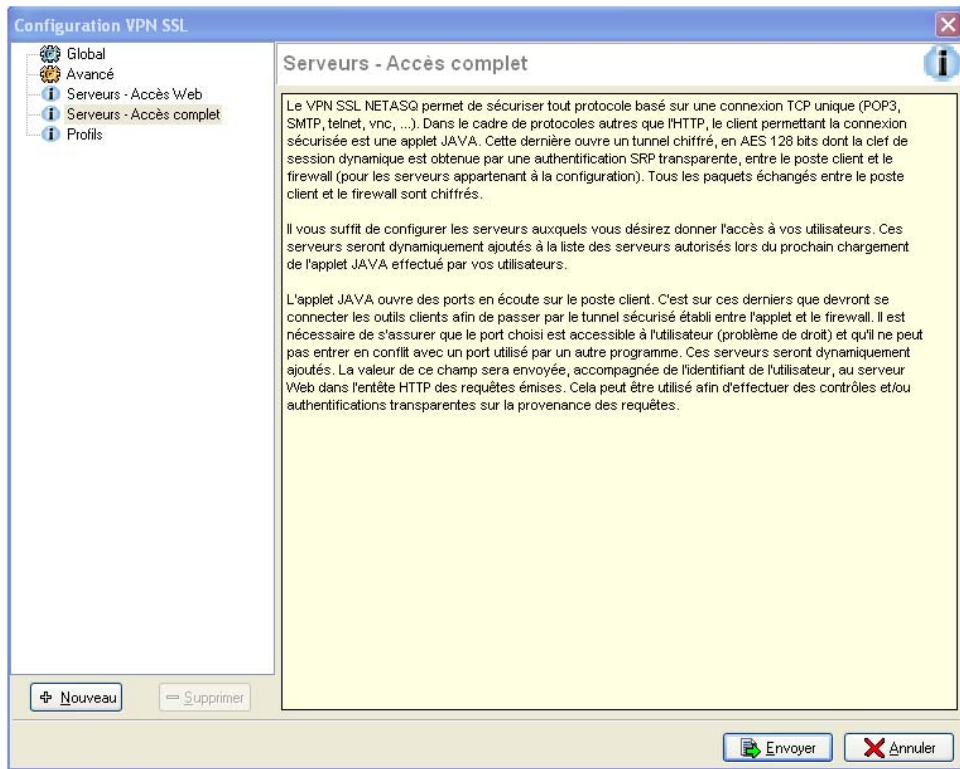 Configuration VPN SSL
Global
Avancé
Serveurs - Accès Web
Serveurs - Accès complet
Profils
Serveurs - Accès complet
Le VPN SSL NETASQ permet de sécuriser tout protocole basé sur une connexion TCP unique (POP3,
SMTP, telnet, vnc, ...). Dans le cadre de protocoles autres que l'HTTP, le client permettant la connexion
sécurisée est une applet JAVA. Cette dernière ouvre un tunnel chiffré, en AES 128 bits dont la clef de
session dynamique est obtenue par une authentification SRP transparente, entre le poste client et le
firewall (pour les serveurs appartenant à la configuration). Tous les paquets échangés entre le poste
client et le firewall sont chiffrés.
Il vous suffit de configurer les serveurs auxquels vous désirez donner l'accès à vos utilisateurs. Ces
serveurs seront dynamiquement ajoutés à la liste des serveurs autorisés lors du prochain chargement
de l'applet JAVA effectué par vos utilisateurs.
L'applet JAVA ouvre des ports en écoute sur le poste client. C'est sur ces derniers que devront se
connecter les outils clients afin de passer par le tunnel sécurisé établi entre l'applet et le firewall. Il est
nécessaire de s'assurer que le port choisi est accessible à l'utilisateur (problème de droit) et qu'il ne peut
pas entrer en conflit avec un port utilisé par un autre programme. Ces serveurs seront dynamiquement
ajoutés. La valeur de ce champ sera envoyée, accompagnée de l'identifiant de l'utilisateur, au serveur
Web dans l'entête HTTP des requêtes émises. Cela peut être utilisé afin d'effectuer des contrôles et/ou
authentifications transparentes sur la provenance des requêtes.
Nouveau
Supprimer
Envoyer
Annuler